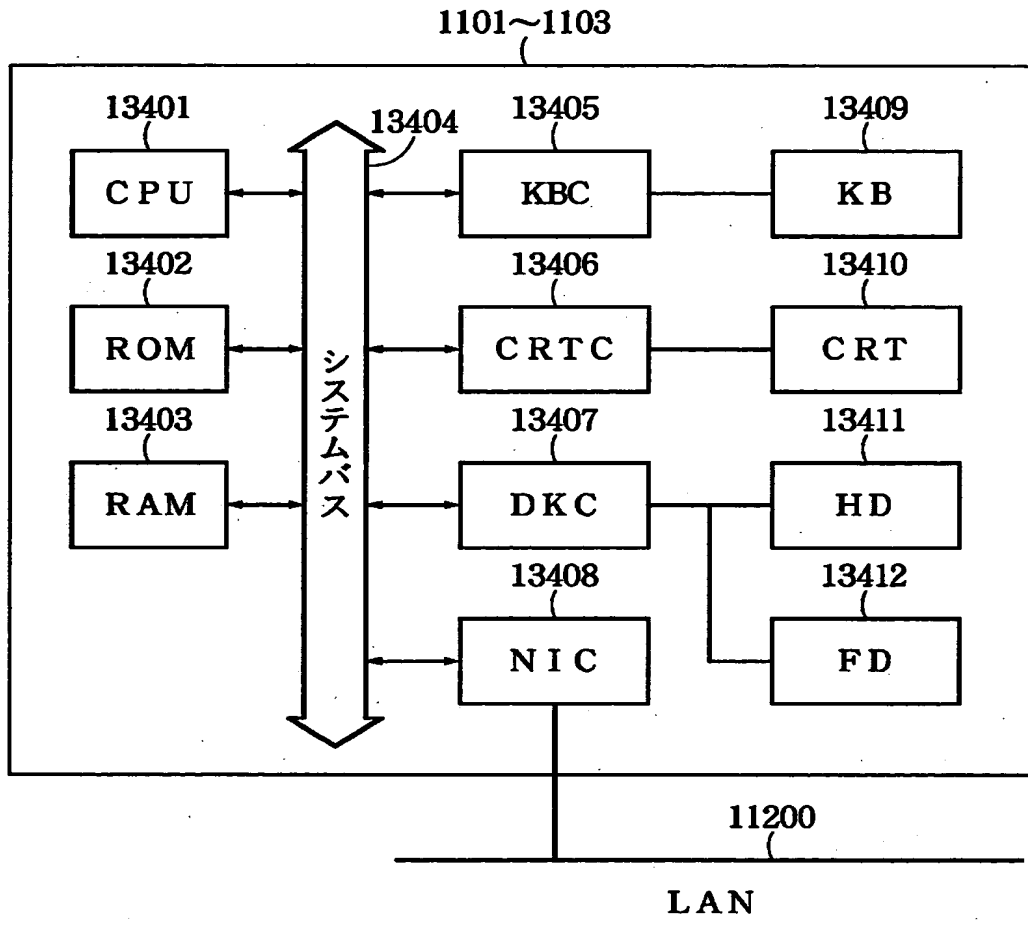 1101〜1103
13401
CPU
13402
ROM
13403
RAM
13404
システムバス
13405
KBC
13406
CRTC
13407
DKC
13408
NIC
13409
KB
13410
CRT
13411
HD
13412
FD
11200
LAN